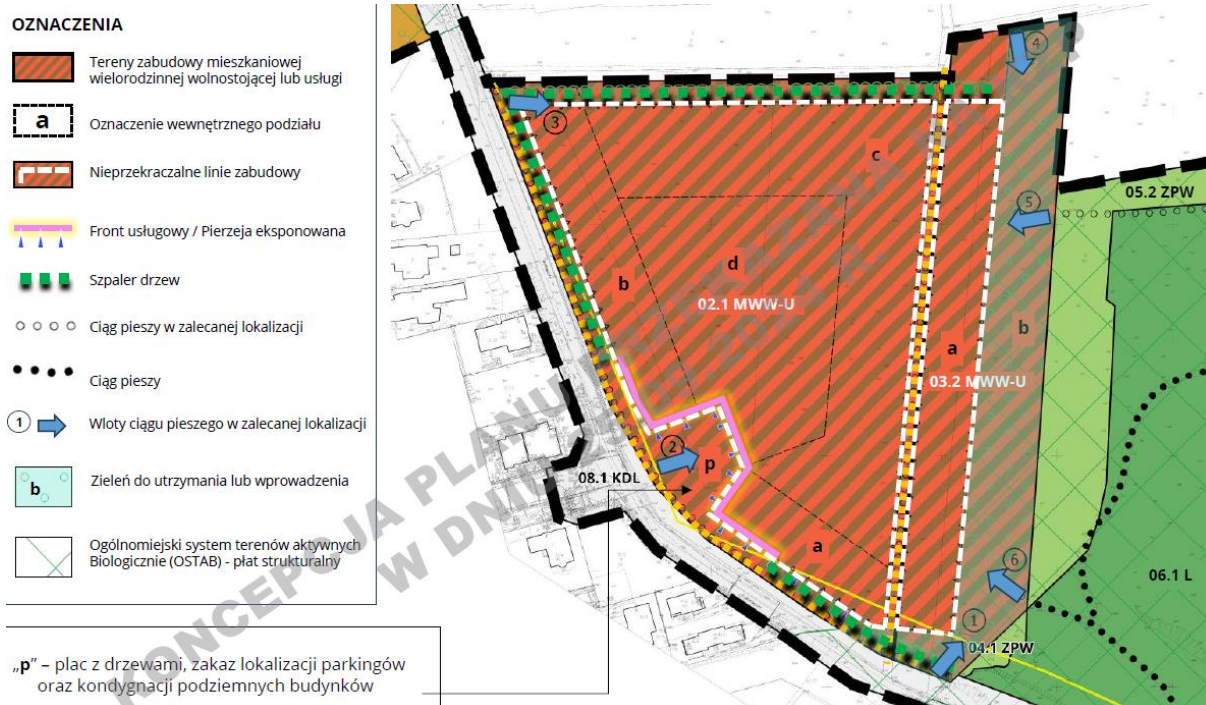 OZNACZENIA
Tereny zabudowy mieszkaniowej
wielorodzinnej wolnostojącej lub usługi
a
Oznaczenie wewnętrznego podziału
Nieprzekraczalne linie zabudowy
Front usługowy / Pierzeja eksponowana
Szpaler drzew
Ciąg pieszy w zalecanej lokalizacji
Ciąg pieszy
1
Wloty ciągu pieszego w zalecanej lokalizacji
b
Zieleń do utrzymania lub wprowadzenia
Ogólnomiejski system terenów aktywnych
Biologicznie (OSTAB) - płat strukturalny
„p” – plac z drzewami, zakaz lokalizacji parkingów
oraz kondygnacji podziemnych budynków
4
3
c
05.2 ZPW
5
d
b
02.1 MWW-U
b
a
03.2 MWW-U
2
p
08.1 KDL
a
6
06.1 L
1
04.1 ZPW
KONCEPCJA PLANU
W DNIU